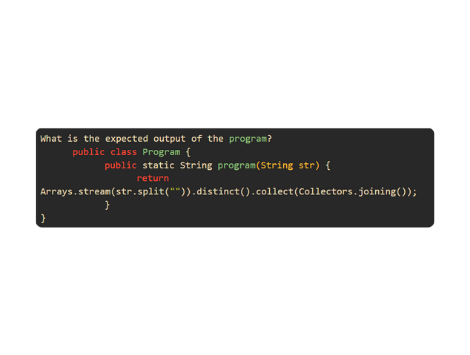 What is the expected output of the program?
public class Program {
public static String program(String str) {
return
Arrays.stream(str.split("")).distinct().collect(Collectors.joining());
}
}